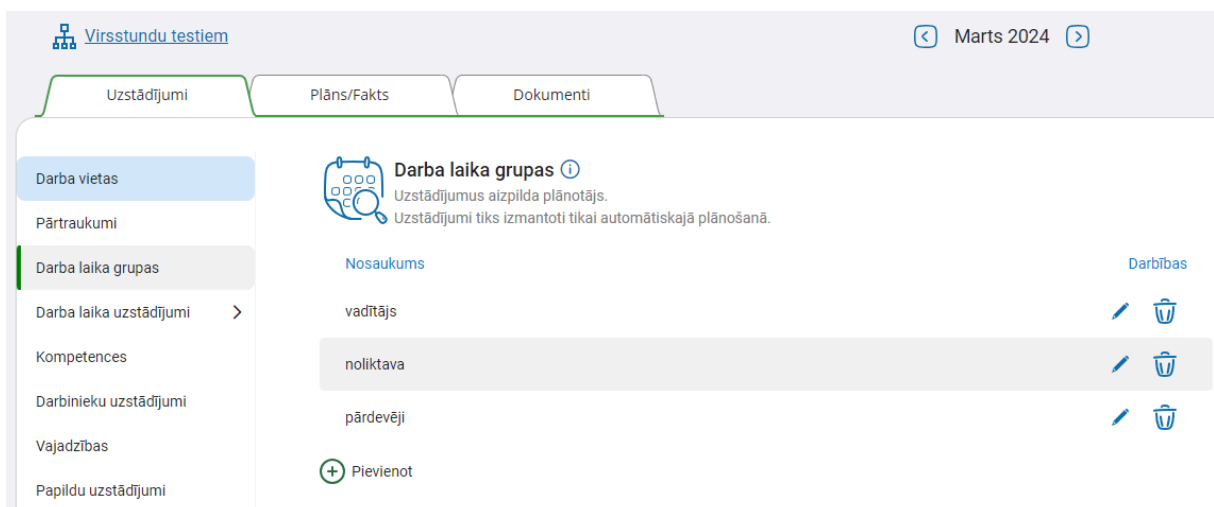 Virsstundu testiem
Marts 2024
Uzstādījumi
Plāns/Fakts
Dokumenti
Darba vietas
Pārtraukumi
Darba laika grupas
Darba laika uzstādījumi
Kompetences
Darbinieku uzstādījumi
Vajadzības
Papildu uzstādījumi
Darba laika grupas
Uzstādījumus aizpilda plānotājs.
Uzstādījumi tiks izmantoti tikai automātiskajā plānošanā.
Nosaukums Darbības
vadītājs
noliktava
pārdevēji
Pievienot